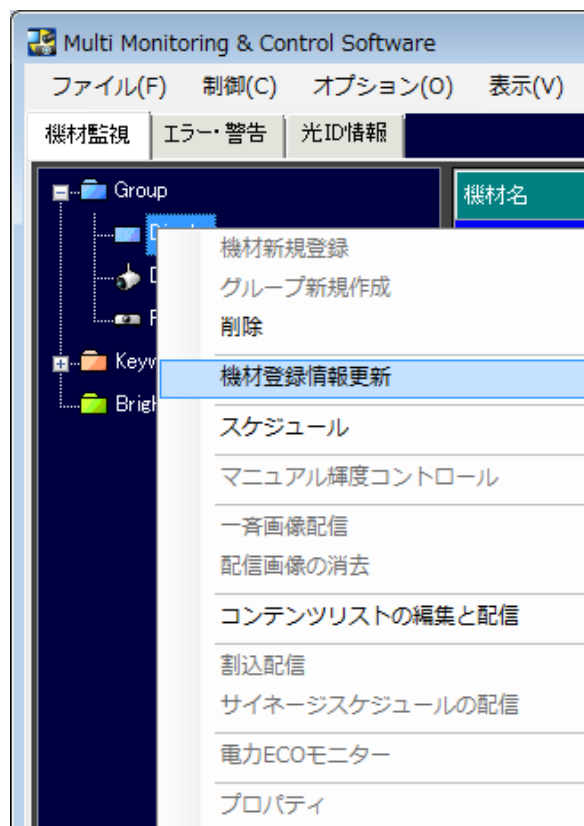 Multi Monitoring & Control Software
ファイル(F) 制御(C) オプション(O) 表示(V)
機材監視 エラー・警告 光ID情報
Group
機材名
機材新規登録
グループ新規作成
削除
機材登録情報更新
スケジュール
マニュアル輝度コントロール
一斉画像配信
配信画像の消去
コンテンツリストの編集と配信
割込配信
サイネージスケジュールの配信
電力ECOモニター
プロパティ